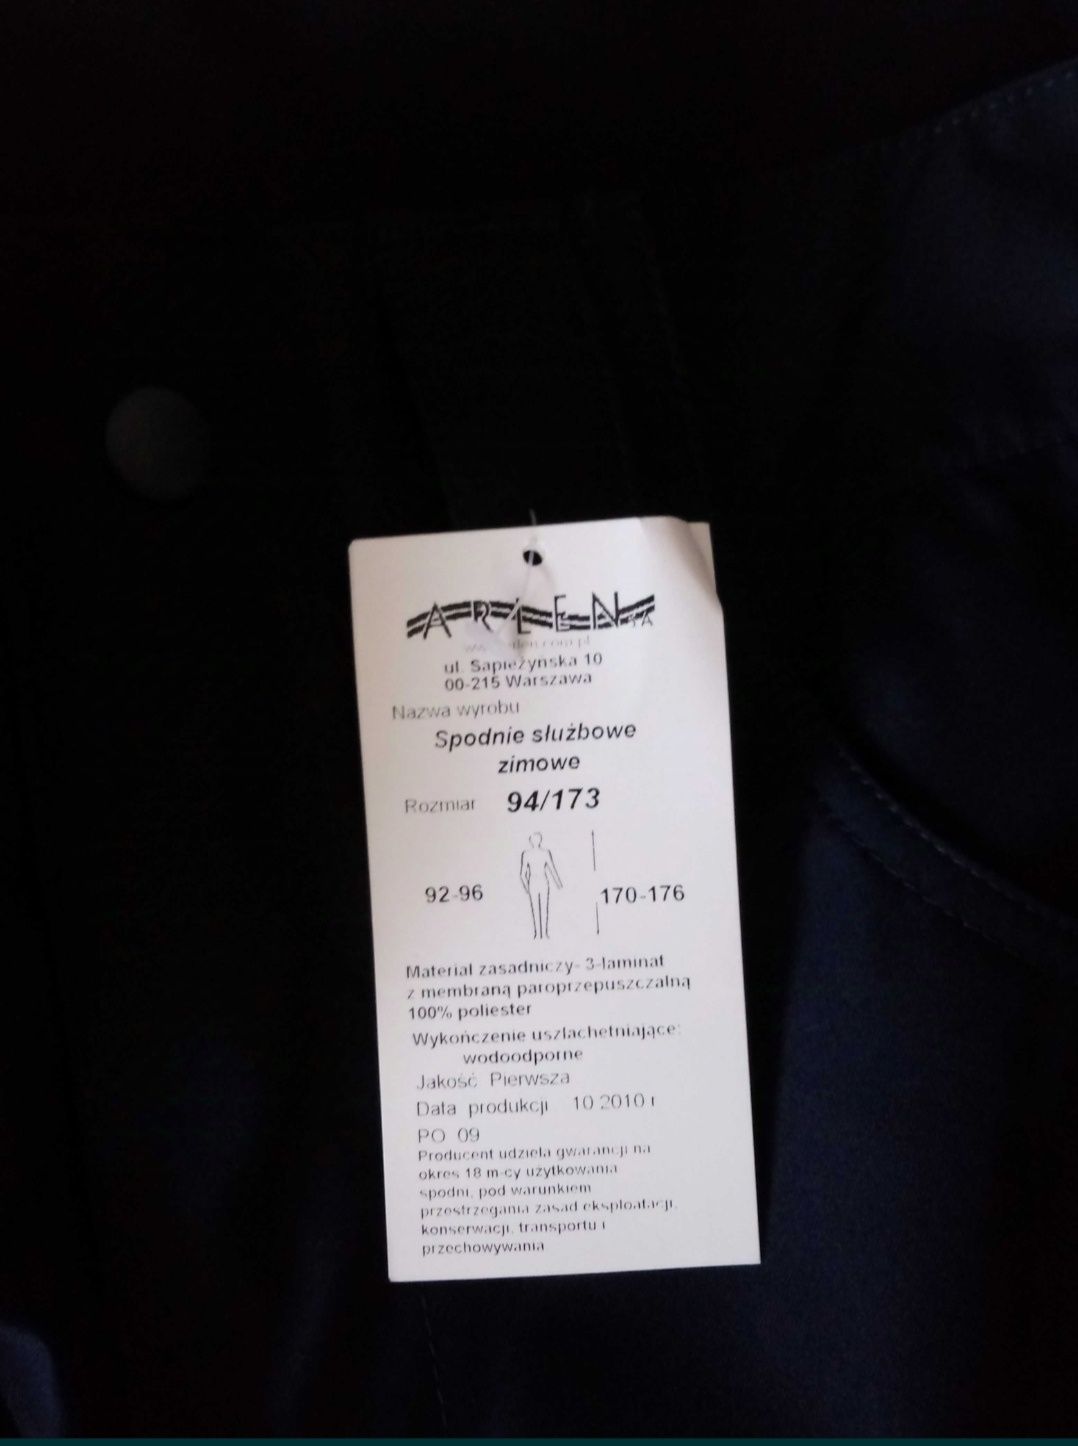 ARLEN SA
ul. Sapieżyńska 10
00-215 Warszawa
Nazwa wyrobu
Spodnie służbowe
zimowe
Rozmiar 94/173
92-96 170-176
Materiał zasadniczy- 3-laminat
z membraną paroprzepuszczalną
100% poliester
Wykończenie uszlachetniające:
wodoodporne
Jakość Pierwsza
Data produkcji 10 2010 r
PO 09
Producent udziela gwarancji na
okres 18 m-cy użytkowania
spodni, pod warunkiem
przestrzegania zasad eksploatacji,
konserwacji, transportu i
przechowywania